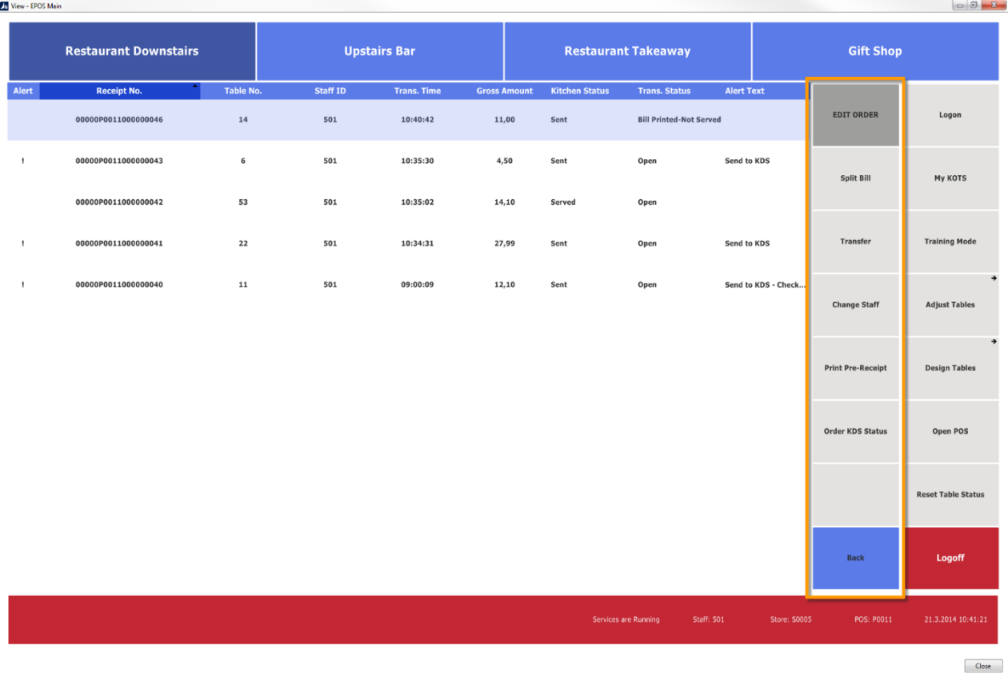 View - EPOS Main
Restaurant Downstairs Upstairs Bar Restaurant Takeaway Gift Shop
Alert Receipt No. Table No. Staff ID Trans. Time Gross Amount Kitchen Status Trans. Status Alert Text
00000P0011000000046 14 501 10:40:42 11,00 Sent Bill Printed-Not Served
EDIT ORDER Logon
! 00000P0011000000043 6 501 10:35:30 4,50 Sent Open Send to KDS
Split Bill My KOTS
00000P0011000000042 53 501 10:35:02 14,10 Served Open
! 00000P0011000000041 22 501 10:34:31 27,99 Sent Open Send to KDS
Transfer Training Mode
! 00000P0011000000040 11 501 09:00:09 12,10 Sent Open Send to KDS - Check...
Change Staff Adjust Tables
Print Pre-Receipt Design Tables
Order KDS Status Open POS
Reset Table Status
Back Logoff
Services are Running Staff: 501 Store: S0005 POS: P0011 21.3.2014 10:41:21
Close